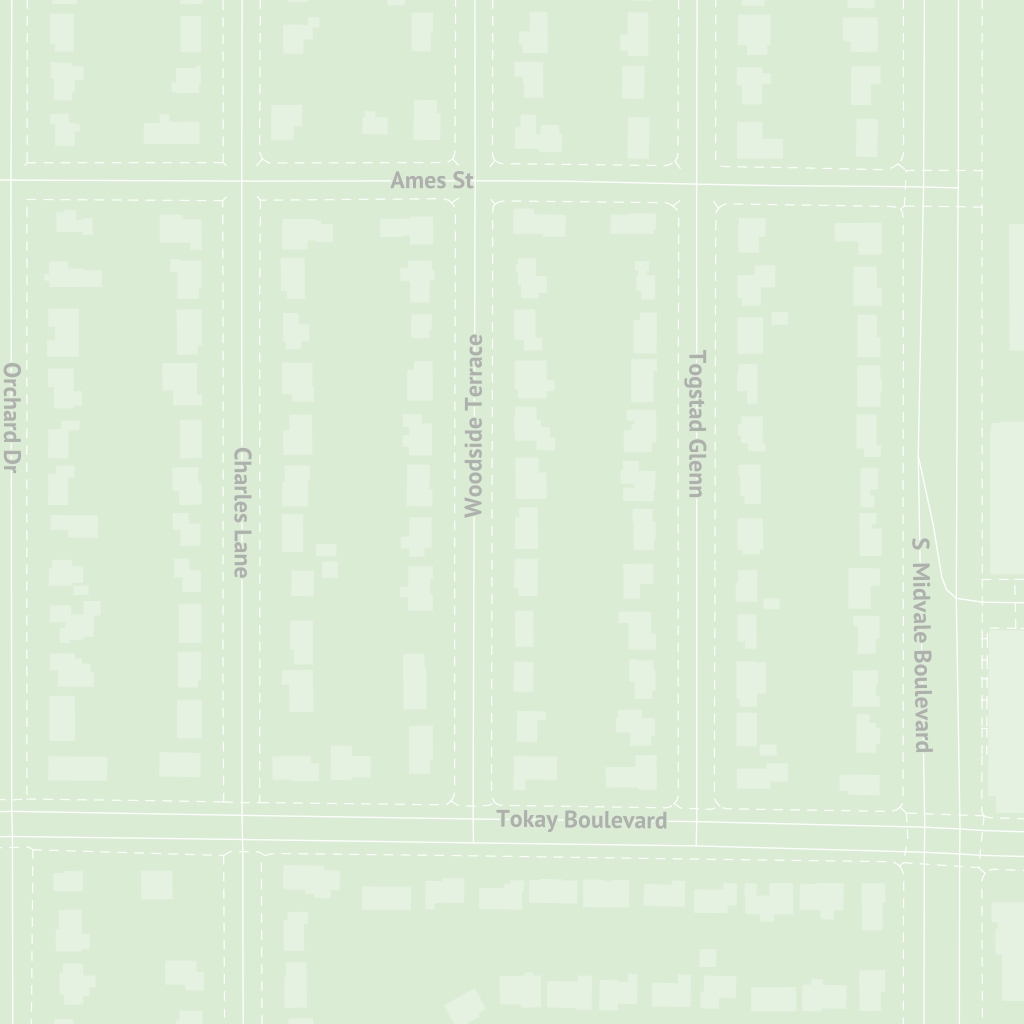 Ames St
Orchard Dr
Charles Lane
Woodside Terrace
Togstad Glenn
S Midvale Boulevard
Tokay Boulevard